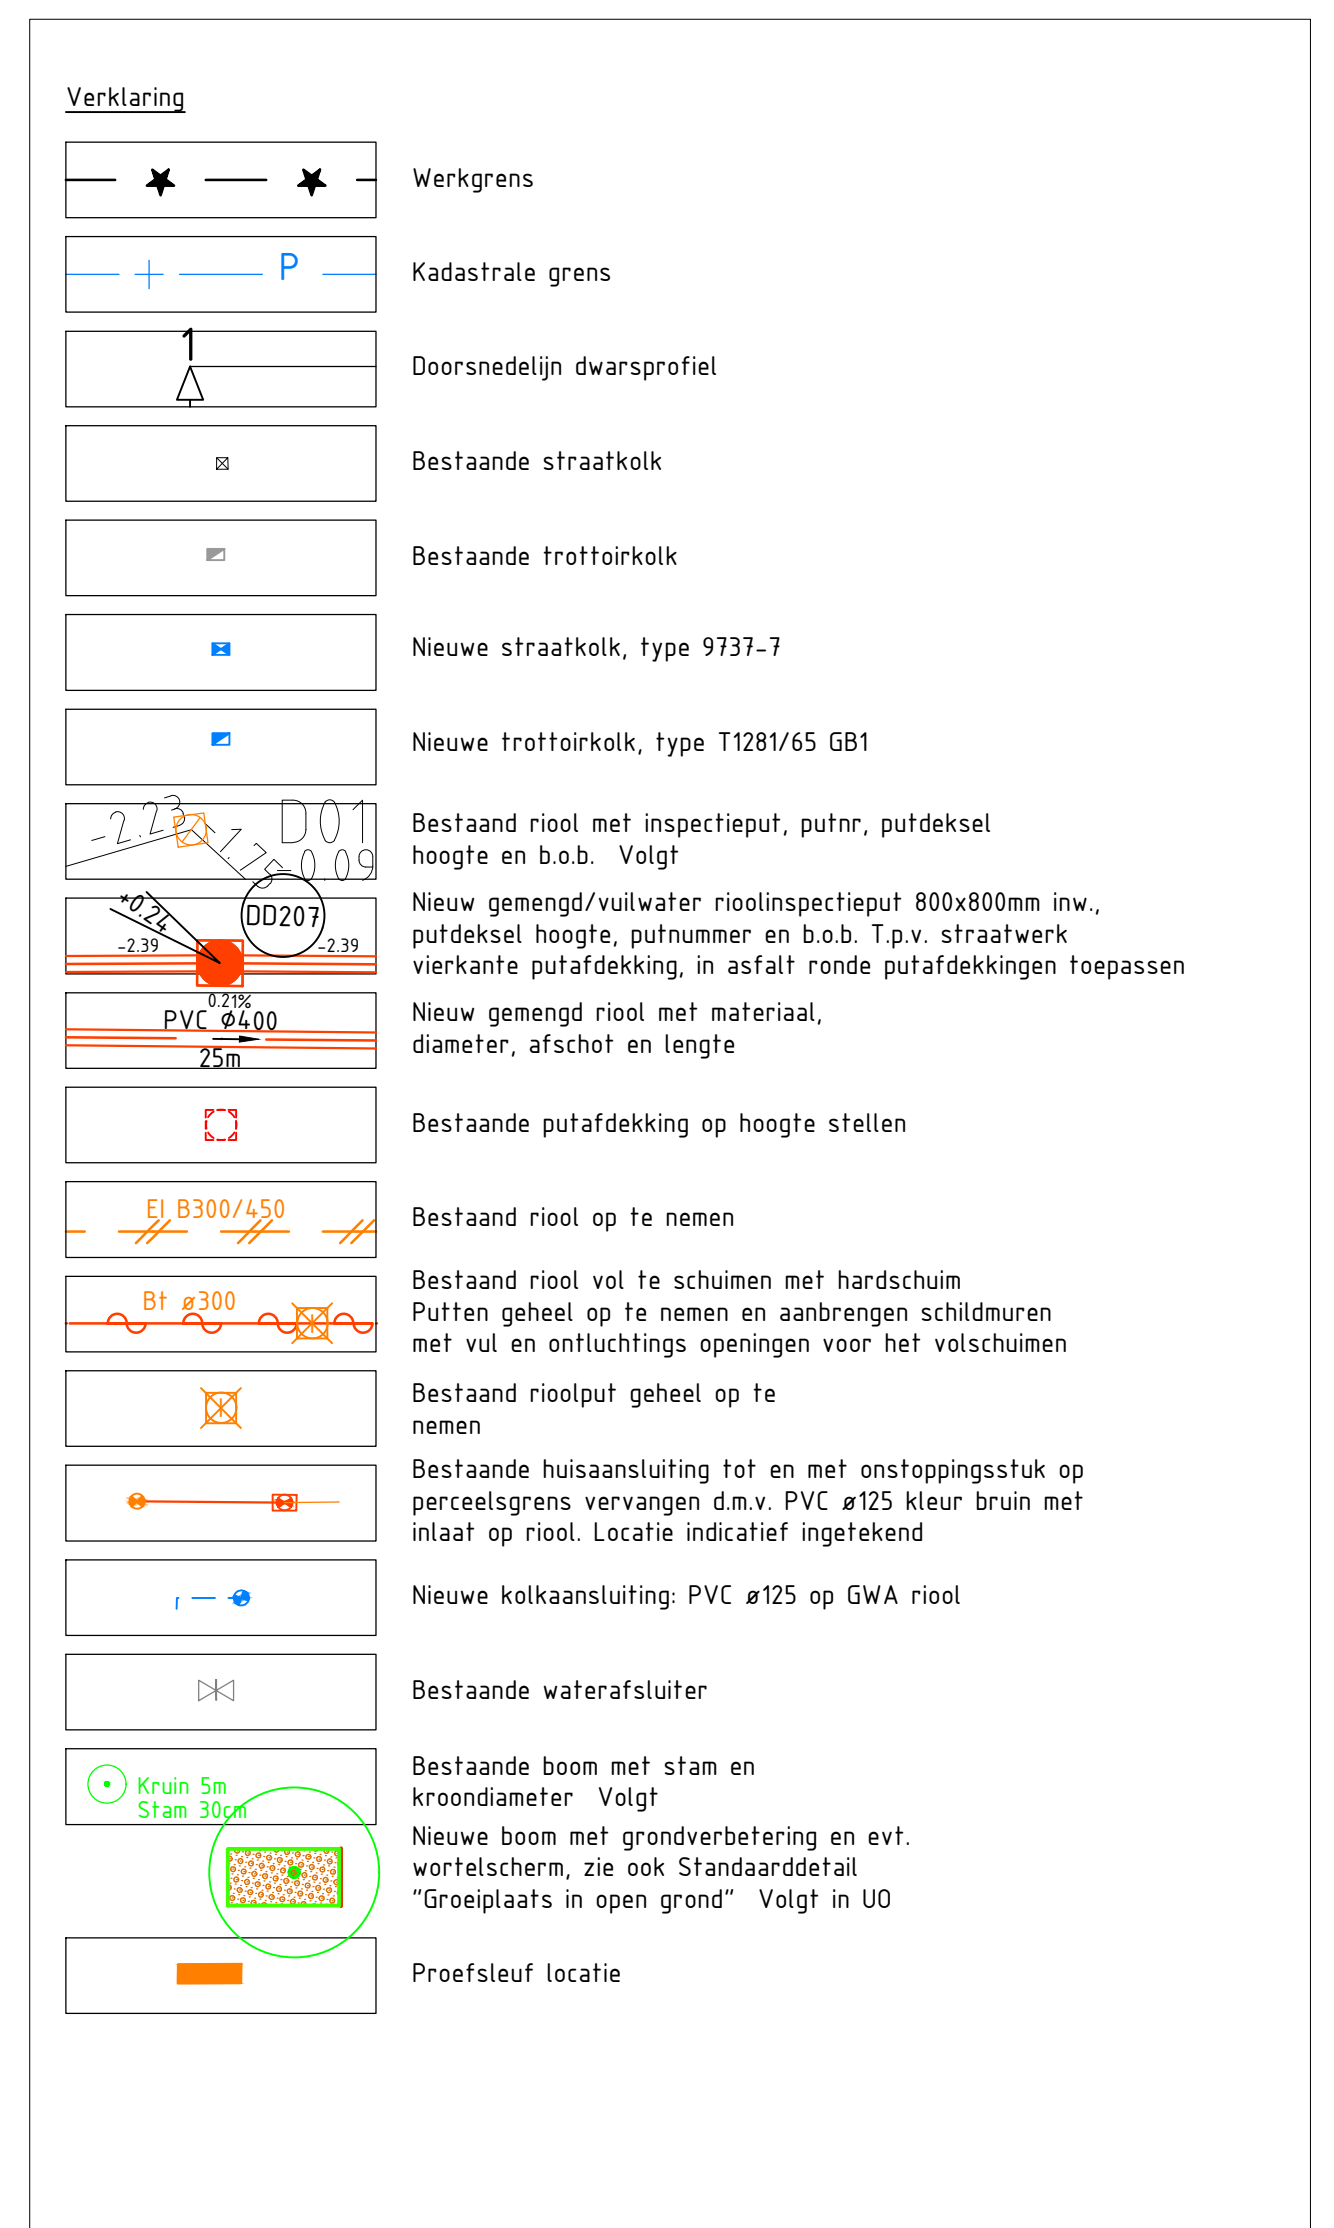 Verklaring
Werkgrens
P
Kadastrale grens
1
Doorsnedelijn dwarsprofiel
Bestaande straatkolk
Bestaande trottoirkolk
Nieuwe straatkolk, type 9737-7
Nieuwe trottoirkolk, type T1281/65 GB1
-2.23
D01
-1.75
-0.09
Bestaand riool met inspectieput, putnr, putdeksel
hoogte en b.o.b.  Volgt
+0.24
DD207
-2.39
-2.39
Nieuw gemengd/vuilwater rioolinspectieput 800x800mm inw.,
putdeksel hoogte, putnummer en b.o.b. T.p.v. straatwerk
vierkante putafdekking, in asfalt ronde putafdekkingen toepassen
0.21%
PVC Ø400
25m
Nieuw gemengd riool met materiaal,
diameter, afschot en lengte
Bestaande putafdekking op hoogte stellen
EI B300/450
Bestaand riool op te nemen
Bt ø300
Bestaand riool vol te schuimen met hardschuim
Putten geheel op te nemen en aanbrengen schildmuren
met vul en ontluchtings openingen voor het volschuimen
Bestaand rioolput geheel op te
nemen
Bestaande huisaansluiting tot en met onstoppingsstuk op
perceelsgrens vervangen d.m.v. PVC ø125 kleur bruin met
inlaat op riool. Locatie indicatief ingetekend
Nieuwe kolkaansluiting: PVC ø125 op GWA riool
Bestaande waterafsluiter
Kruin 5m
Stam 30cm
Bestaande boom met stam en
kroondiameter  Volgt
Nieuwe boom met grondverbetering en evt.
wortelscherm, zie ook Standaarddetail
"Groeiplaats in open grond"  Volgt in UO
Proefsleuf locatie